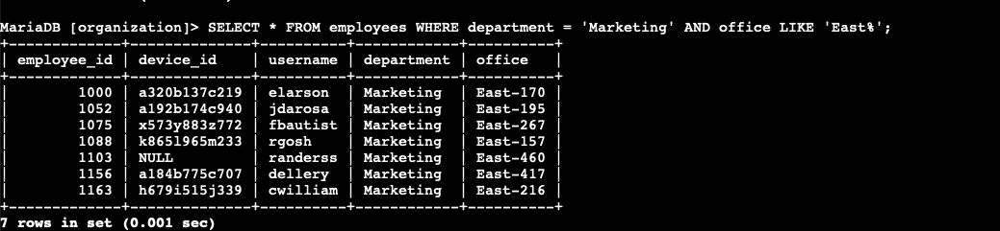 MariaDB [organization]> SELECT * FROM employees WHERE department = 'Marketing' AND office LIKE 'East%';
+-------------+--------------+----------+------------+----------+
| employee_id | device_id    | username | department | office   |
+-------------+--------------+----------+------------+----------+
|        1000 | a320b137c219 | elarson  | Marketing  | East-170 |
|        1052 | a192b174c940 | jdarosa  | Marketing  | East-195 |
|        1075 | x573y883z772 | fbautist | Marketing  | East-267 |
|        1088 | k865l965m233 | rgosh    | Marketing  | East-157 |
|        1103 | NULL         | randerss | Marketing  | East-460 |
|        1156 | a184b775c707 | dellery  | Marketing  | East-417 |
|        1163 | h679i515j339 | cwilliam | Marketing  | East-216 |
+-------------+--------------+----------+------------+----------+
7 rows in set (0.001 sec)